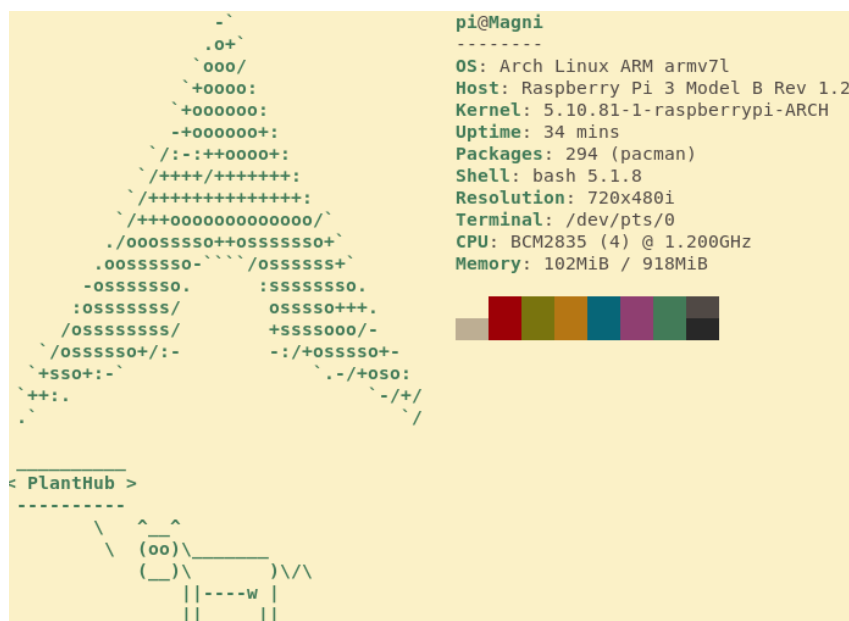 pi@Magni
--------
OS: Arch Linux ARM armv7l
Host: Raspberry Pi 3 Model B Rev 1.2
Kernel: 5.10.81-1-raspberrypi-ARCH
Uptime: 34 mins
Packages: 294 (pacman)
Shell: bash 5.1.8
Resolution: 720x480i
Terminal: /dev/pts/0
CPU: BCM2835 (4) @ 1.200GHz
Memory: 102MiB / 918MiB
< PlantHub >